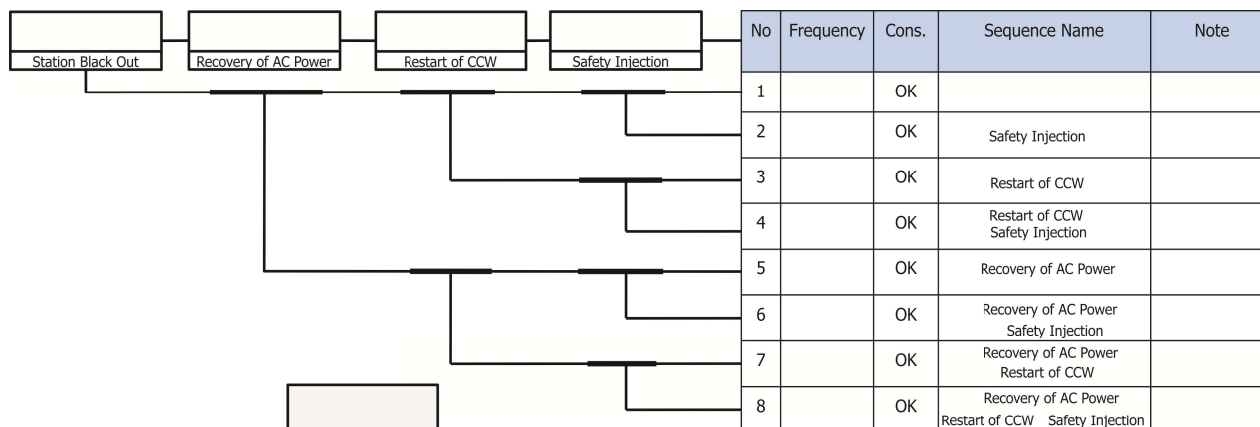 Station Black Out Recovery of AC Power Restart of CCW Safety Injection
No Frequency Cons. Sequence Name Note
1 OK
2 OK Safety Injection
3 OK Restart of CCW
4 OK Restart of CCW
Safety Injection
5 OK Recovery of AC Power
6 OK Recovery of AC Power
Safety Injection
7 OK Recovery of AC Power
Restart of CCW
8 OK Recovery of AC Power
Restart of CCW Safety Injection